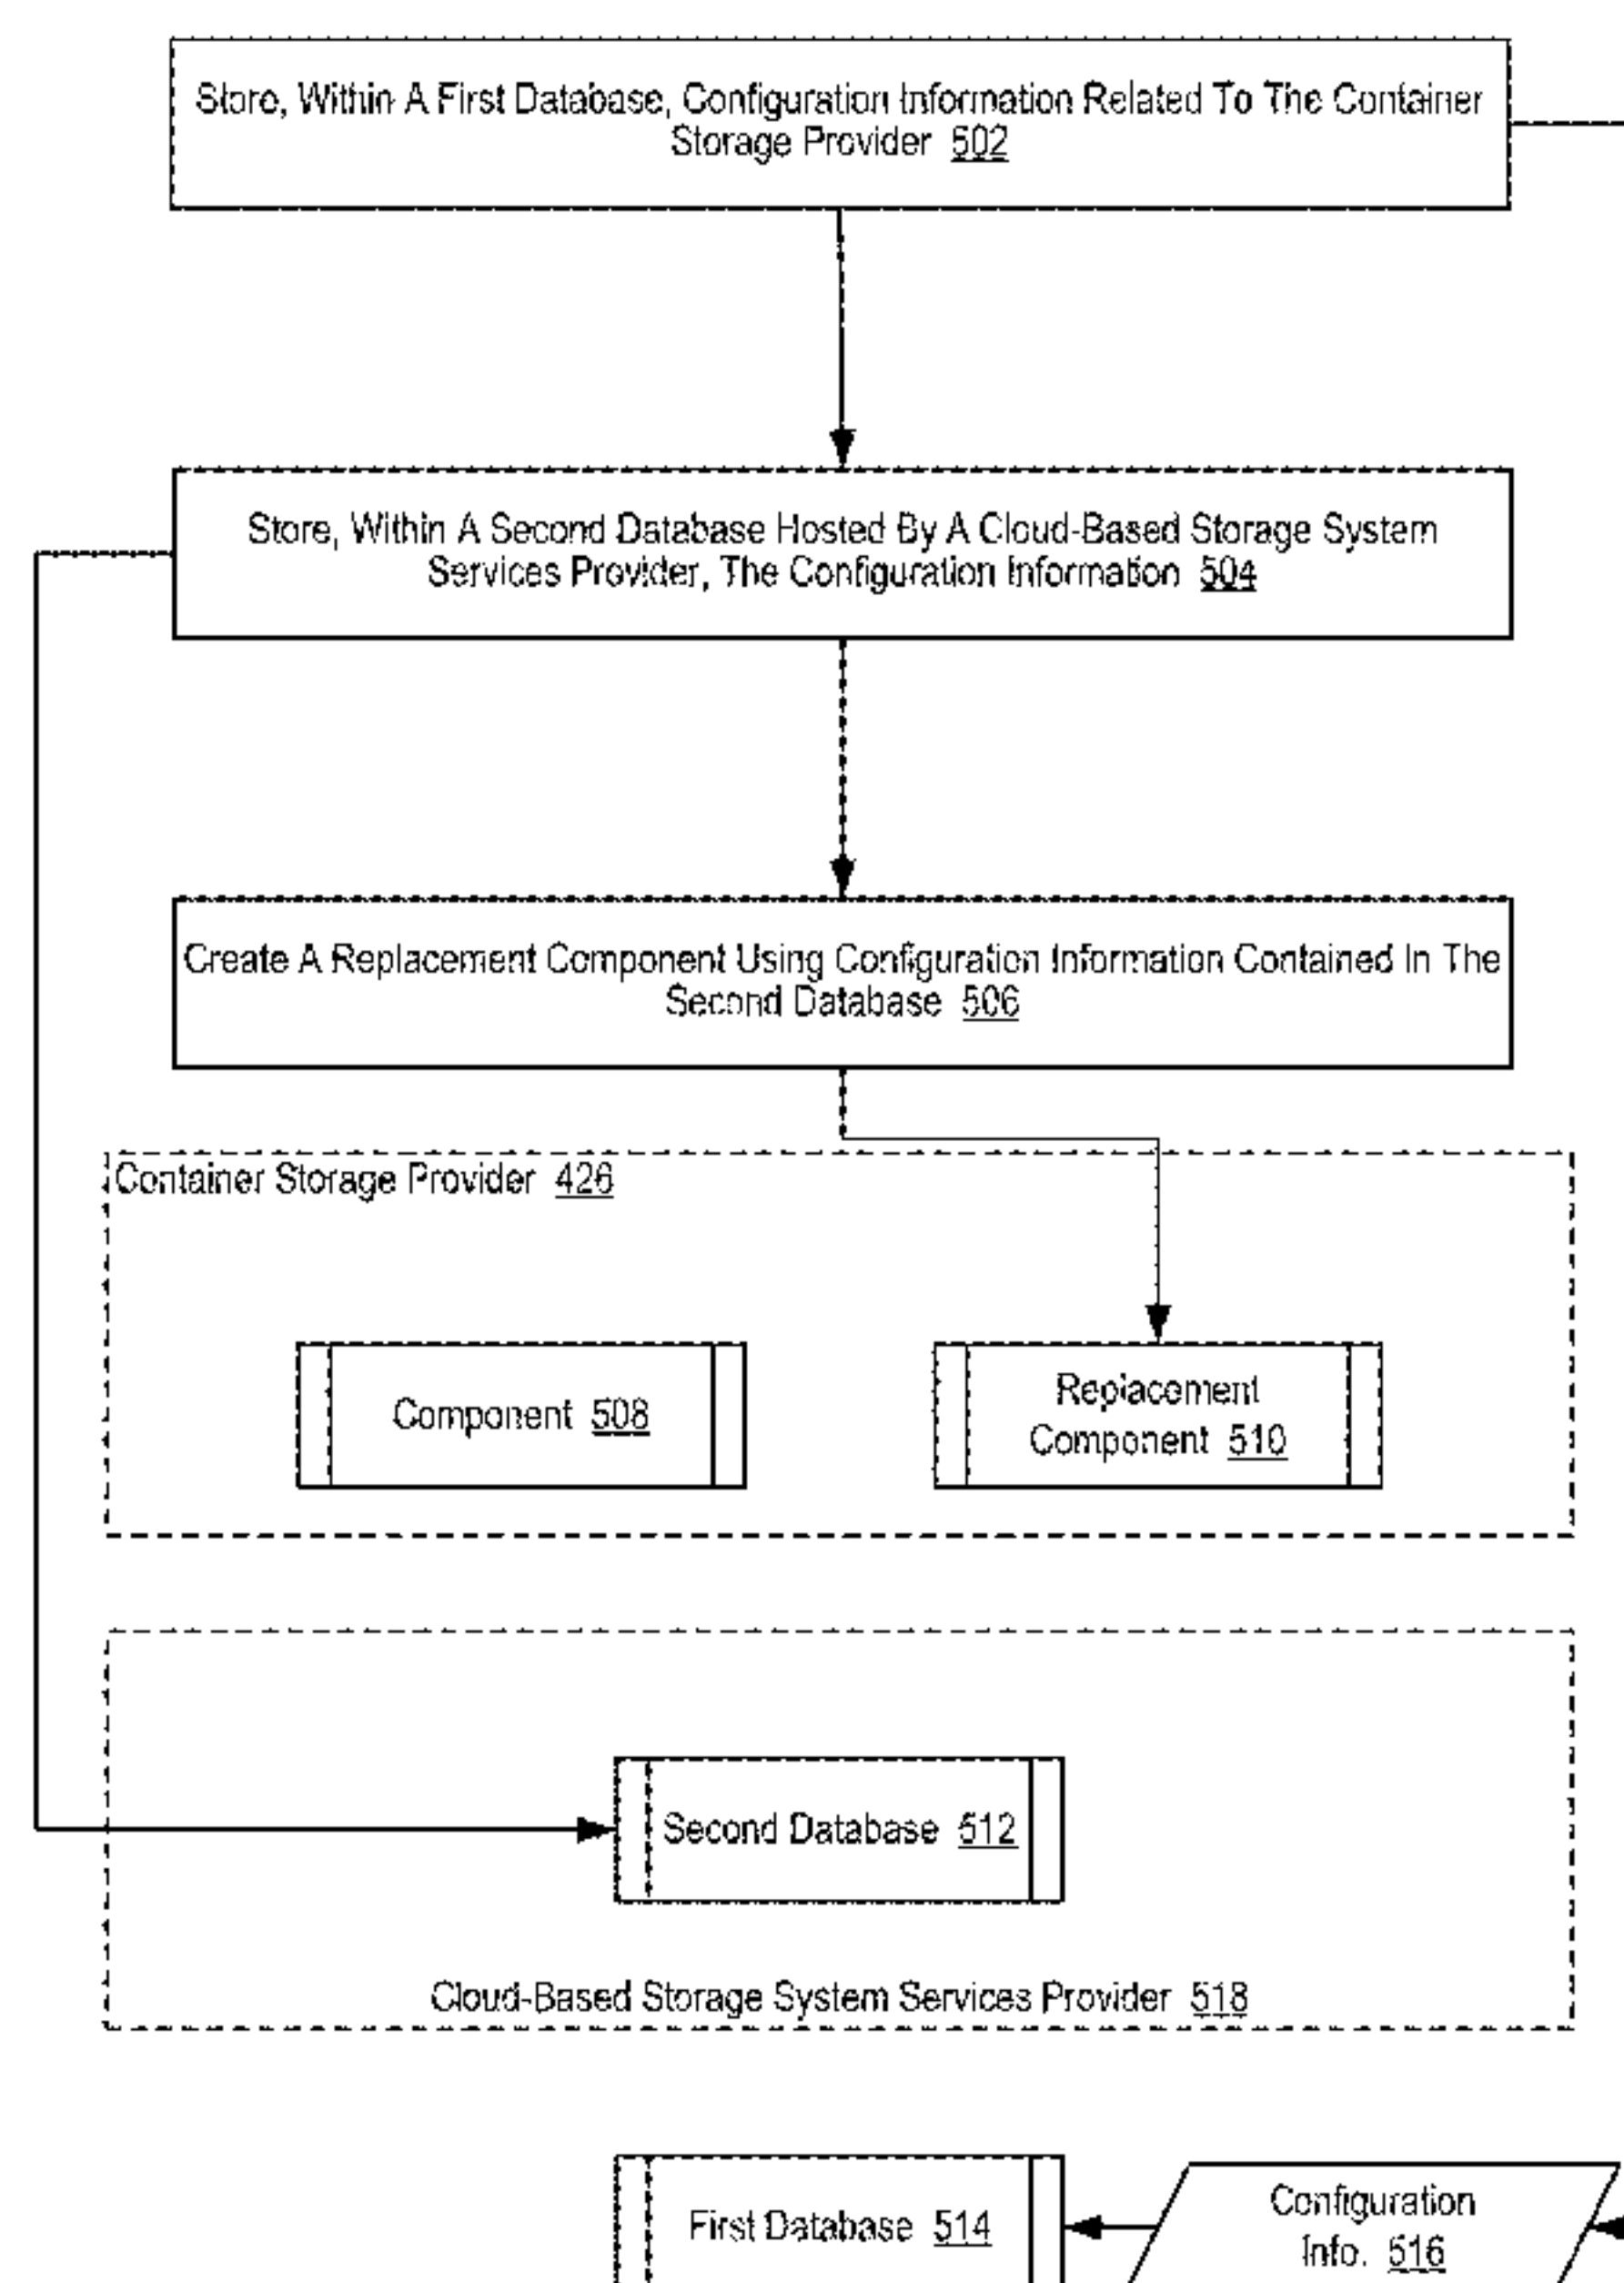 Store, Within A First Database, Configuration Information Related To The Container
Storage Provider 502
Store, Within A Second Database Hosted By A Cloud-Based Storage System
Services Provider, The Configuration Information 504
Create A Replacement Component Using Configuration Information Contained In The
Second Database 506
Container Storage Provider 426
Component 508
Replacement
Component 510
Second Database 512
Cloud-Based Storage System Services Provider 518
First Database 514
Configuration
Info. 516